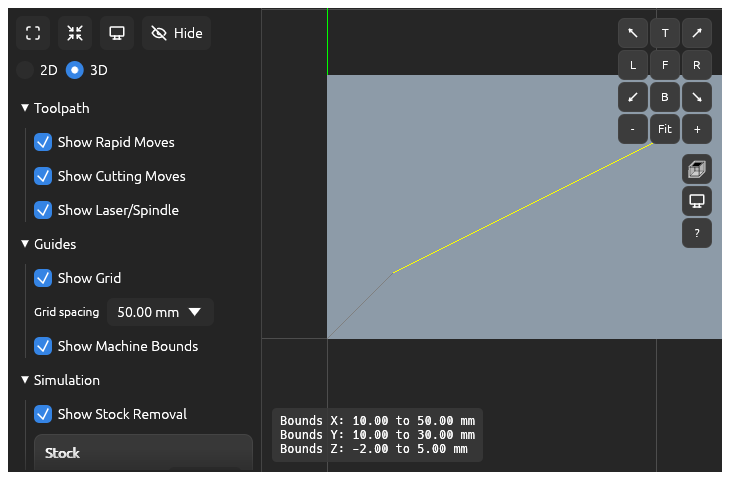 Hide
2D 3D
Toolpath
Show Rapid Moves
Show Cutting Moves
Show Laser/Spindle
Guides
Show Grid
Grid spacing 50.00 mm
Show Machine Bounds
Simulation
Show Stock Removal
Stock
T
L F R
B
- Fit +
?
Bounds X: 10.00 to 50.00 mm
Bounds Y: 10.00 to 30.00 mm
Bounds Z: -2.00 to 5.00 mm